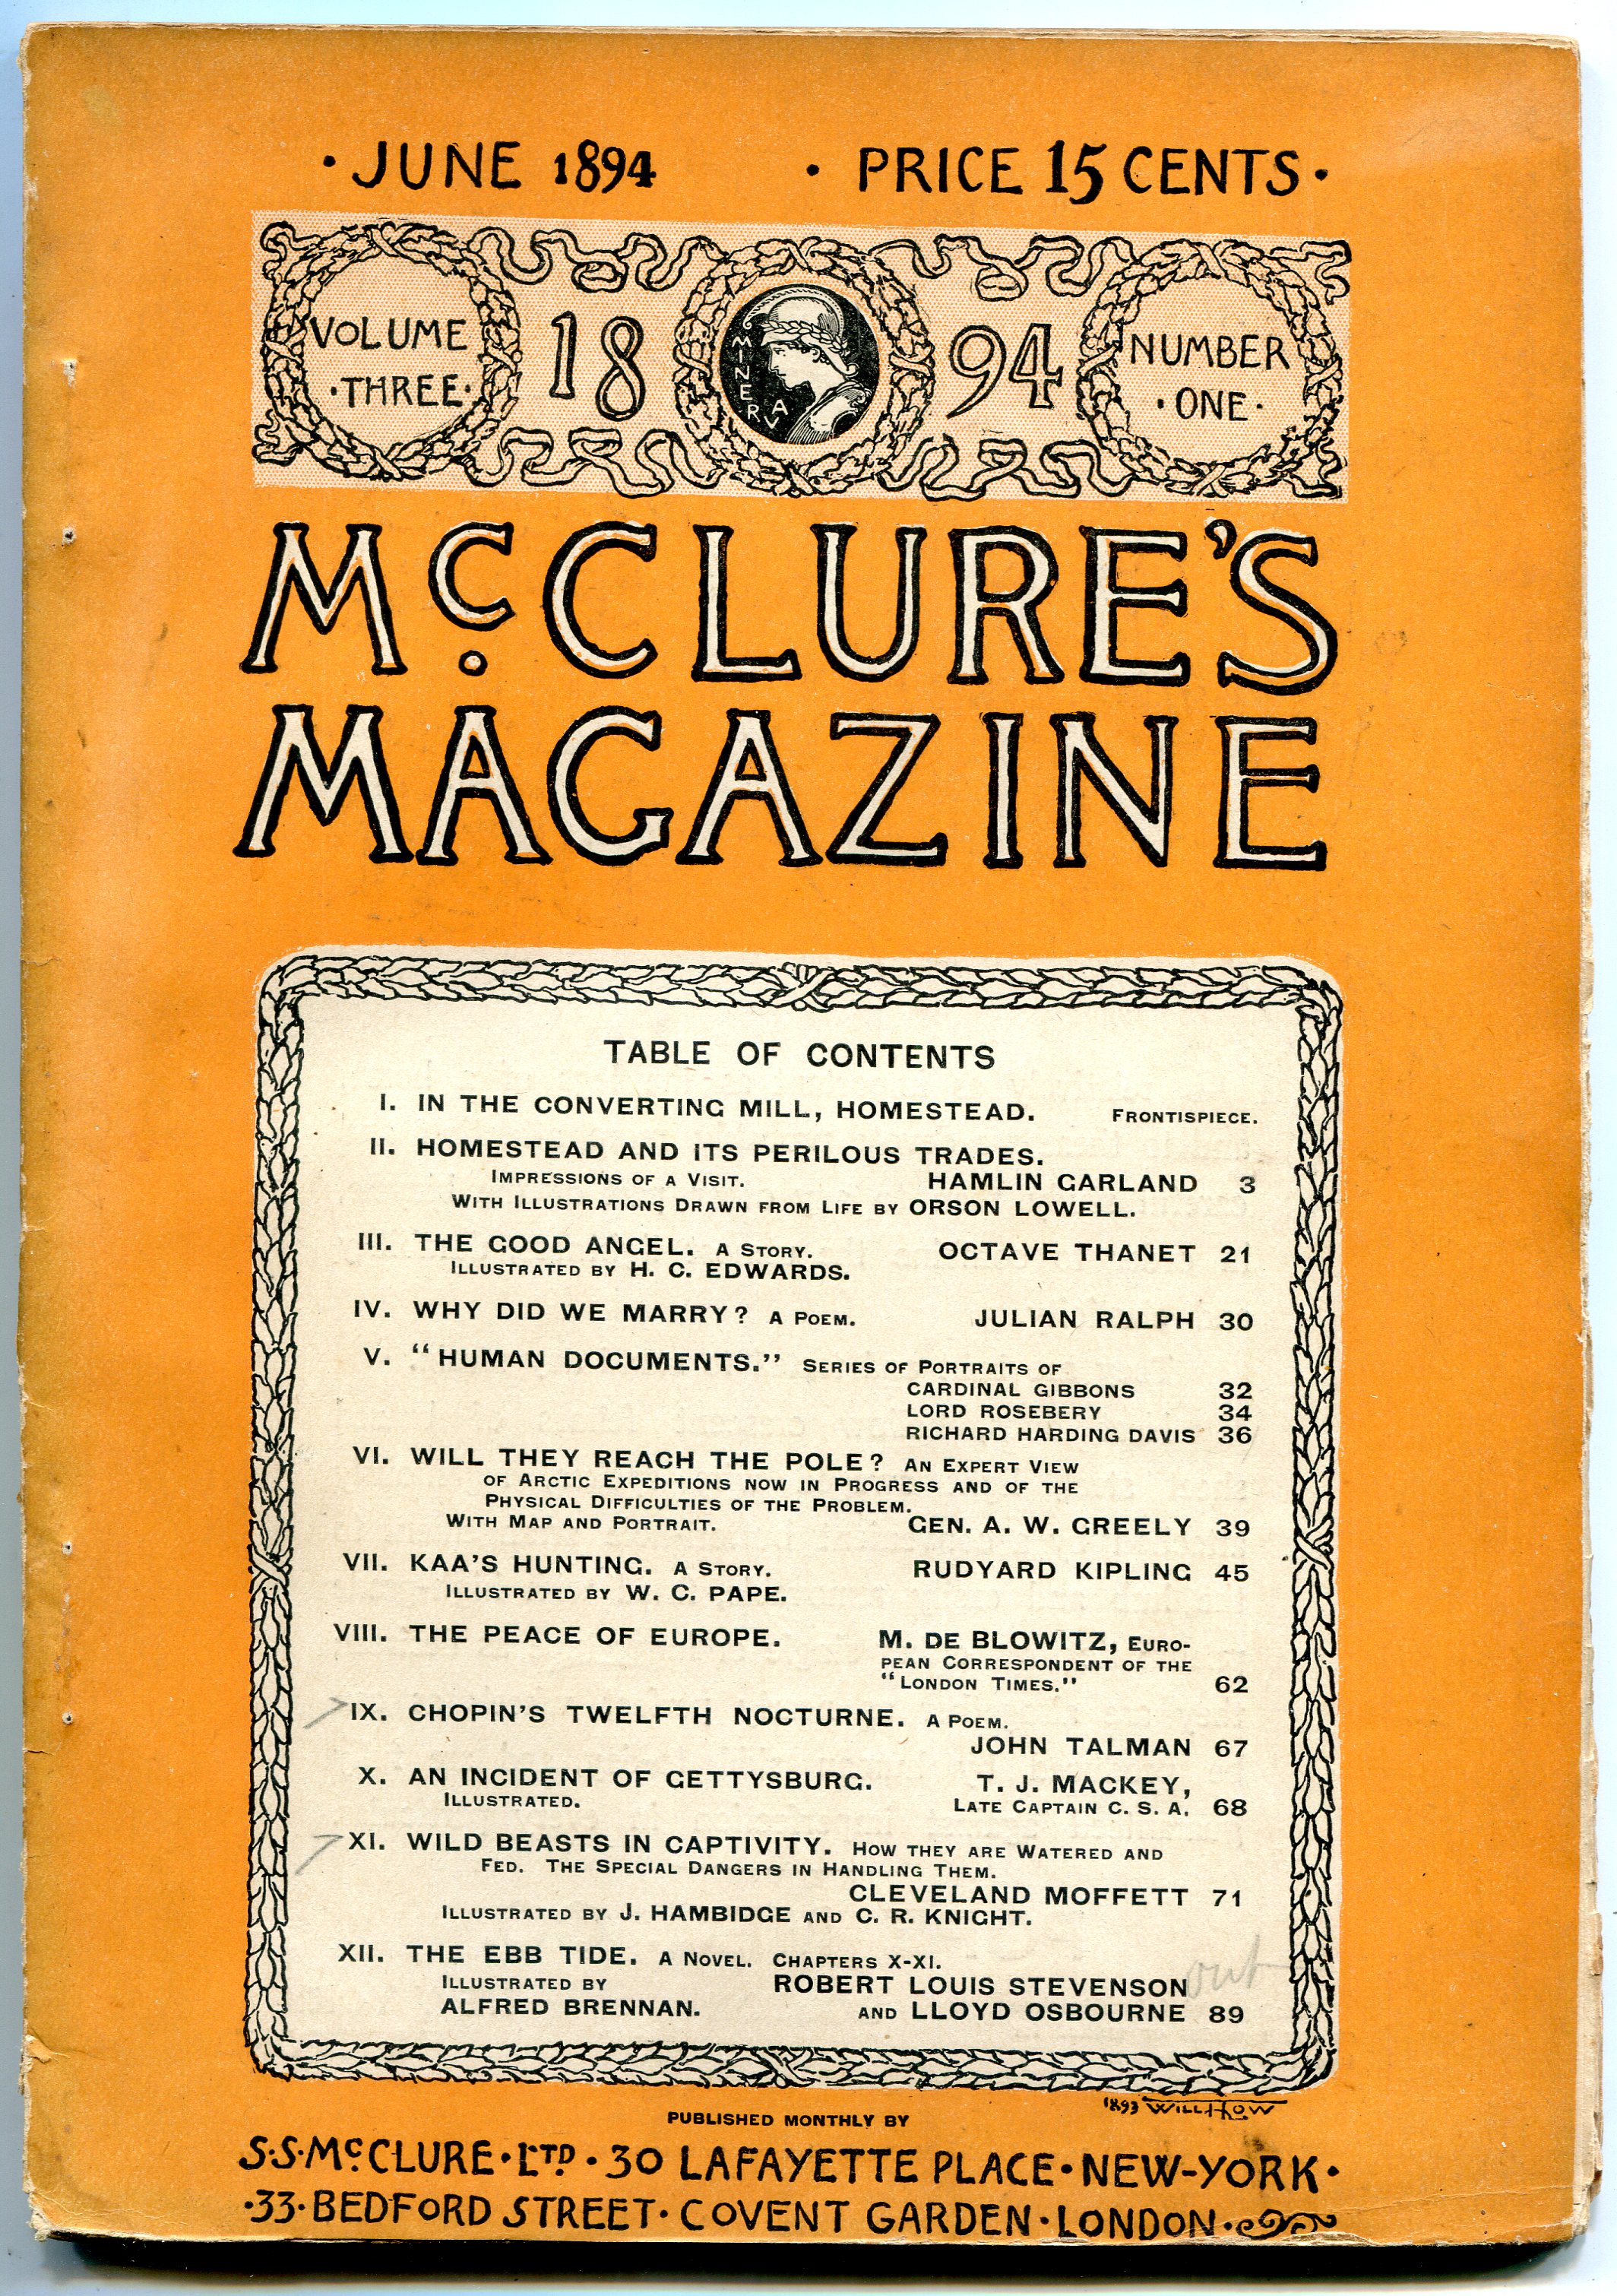 · JUNE 1894 · PRICE 15 CENTS ·
VOLUME
· THREE ·
18
MINERVA
94
NUMBER
· ONE ·
McCLURE'S
MAGAZINE
TABLE OF CONTENTS
I. IN THE CONVERTING MILL, HOMESTEAD. FRONTISPIECE.
II. HOMESTEAD AND ITS PERILOUS TRADES.
IMPRESSIONS OF A VISIT. HAMLIN GARLAND 3
WITH ILLUSTRATIONS DRAWN FROM LIFE BY ORSON LOWELL.
III. THE GOOD ANGEL. A STORY. OCTAVE THANET 21
ILLUSTRATED BY H. C. EDWARDS.
IV. WHY DID WE MARRY? A POEM. JULIAN RALPH 30
V. "HUMAN DOCUMENTS." SERIES OF PORTRAITS OF
CARDINAL GIBBONS 32
LORD ROSEBERY 34
RICHARD HARDING DAVIS 36
VI. WILL THEY REACH THE POLE? AN EXPERT VIEW
OF ARCTIC EXPEDITIONS NOW IN PROGRESS AND OF THE
PHYSICAL DIFFICULTIES OF THE PROBLEM.
WITH MAP AND PORTRAIT. GEN. A. W. GREELY 39
VII. KAA'S HUNTING. A STORY. RUDYARD KIPLING 45
ILLUSTRATED BY W. C. PAPE.
VIII. THE PEACE OF EUROPE. M. DE BLOWITZ, EURO-
PEAN CORRESPONDENT OF THE
"LONDON TIMES." 62
IX. CHOPIN'S TWELFTH NOCTURNE. A POEM.
JOHN TALMAN 67
X. AN INCIDENT OF GETTYSBURG. T. J. MACKEY,
ILLUSTRATED. LATE CAPTAIN C. S. A. 68
XI. WILD BEASTS IN CAPTIVITY. HOW THEY ARE WATERED AND
FED. THE SPECIAL DANGERS IN HANDLING THEM.
CLEVELAND MOFFETT 71
ILLUSTRATED BY J. HAMBIDGE AND C. R. KNIGHT.
XII. THE EBB TIDE. A NOVEL. CHAPTERS X-XI.
ILLUSTRATED BY ROBERT LOUIS STEVENSON out
ALFRED BRENNAN. AND LLOYD OSBOURNE 89
1893 WILL H LOW
PUBLISHED MONTHLY BY
S·S·McCLURE · LTD · 30 LAFAYETTE PLACE · NEW-YORK ·
· 33 · BEDFORD STREET · COVENT GARDEN · LONDON ·